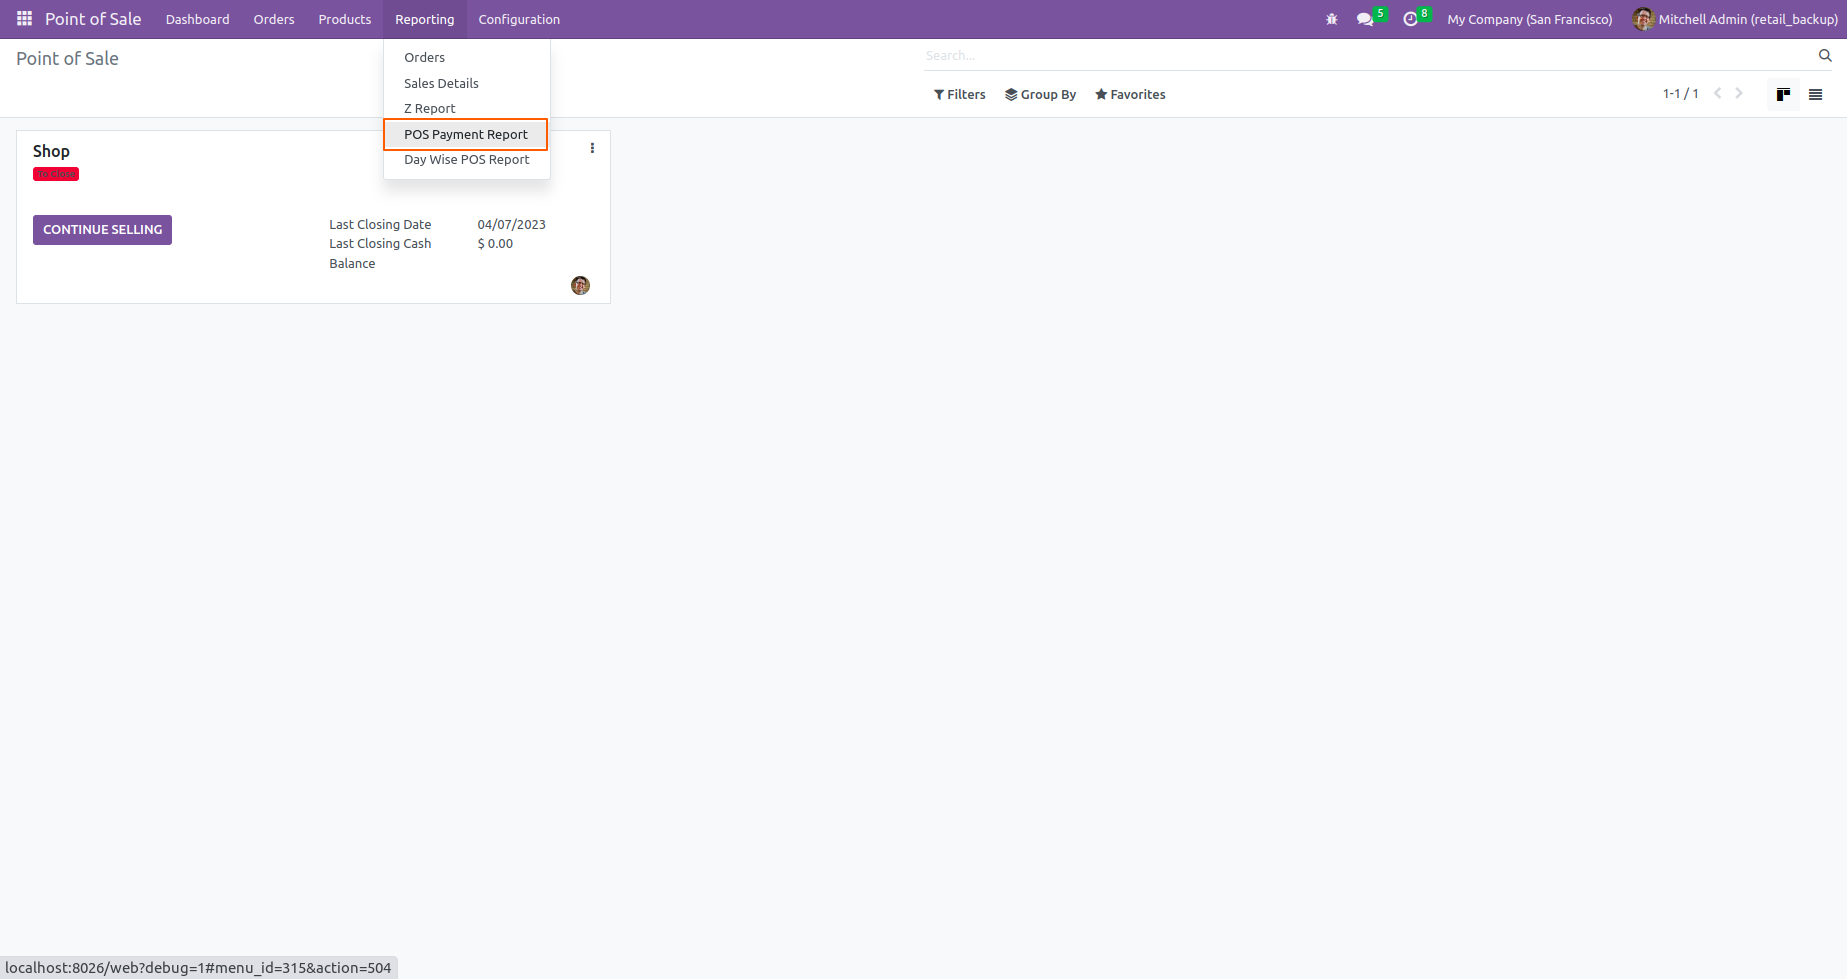 Point of Sale Dashboard Orders Products Reporting Configuration 5 8 My Company (San Francisco) Mitchell Admin (retail_backup)
Point of Sale
Search...
Filters Group By Favorites 1-1 / 1
Orders
Sales Details
Z Report
POS Payment Report
Day Wise POS Report
Shop
To Close
CONTINUE SELLING
Last Closing Date 04/07/2023
Last Closing Cash $ 0.00
Balance
localhost:8026/web?debug=1#menu_id=315&action=504